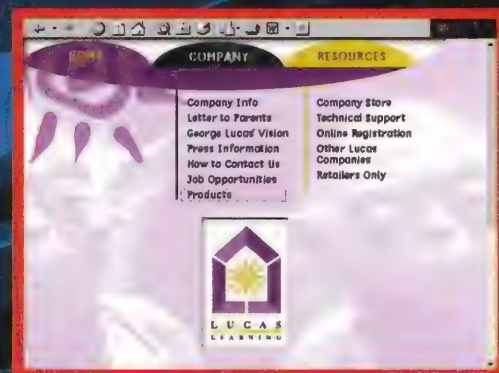 HOME
COMPANY
RESOURCES
Company Info
Letter to Parents
George Lucas' Vision
Press Information
How to Contact Us
Job Opportunities
Products
Company Store
Technical Support
Online Registration
Other Lucas
Companies
Retailers Only
LUCAS
LEARNING